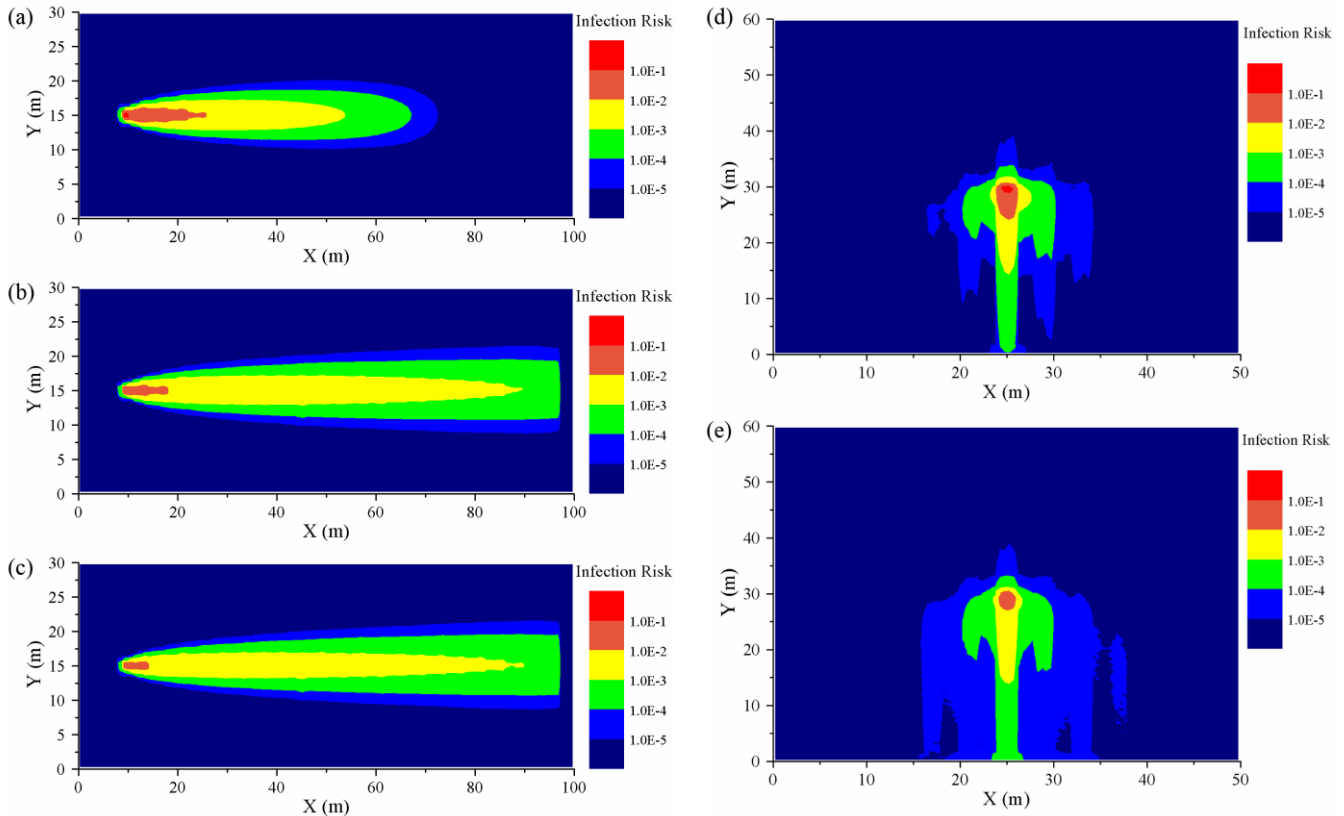 (a)
Infection Risk
1.0E-1
1.0E-2
1.0E-3
1.0E-4
1.0E-5
Y (m)
30
25
20
15
10
5
0
0 20 40 60 80 100
X (m)
(b)
Infection Risk
1.0E-1
1.0E-2
1.0E-3
1.0E-4
1.0E-5
Y (m)
30
25
20
15
10
5
0
0 20 40 60 80 100
X (m)
(c)
Infection Risk
1.0E-1
1.0E-2
1.0E-3
1.0E-4
1.0E-5
Y (m)
30
25
20
15
10
5
0
0 20 40 60 80 100
X (m)
(d)
Infection Risk
1.0E-1
1.0E-2
1.0E-3
1.0E-4
1.0E-5
Y (m)
60
50
40
30
20
10
0
0 10 20 30 40 50
X (m)
(e)
Infection Risk
1.0E-1
1.0E-2
1.0E-3
1.0E-4
1.0E-5
Y (m)
60
50
40
30
20
10
0
0 10 20 30 40 50
X (m)